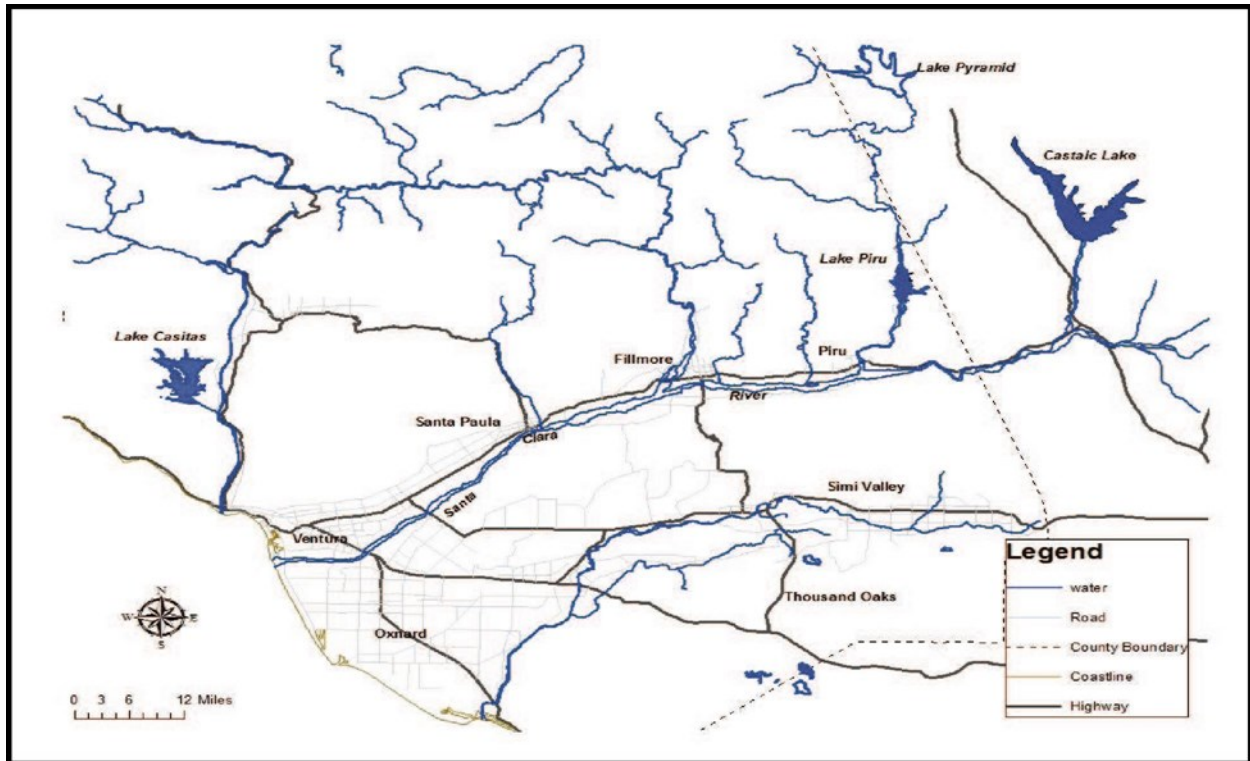 Lake Pyramid
Castaic Lake
Lake Piru
Lake Casitas
Fillmore
Piru
River
Santa Paula
Clara
Simi Valley
Santa
Ventura
Legend
water
Thousand Oaks
Road
N
W E
S
Oxnard
County Boundary
Coastline
0 3 6 12 Miles
Highway